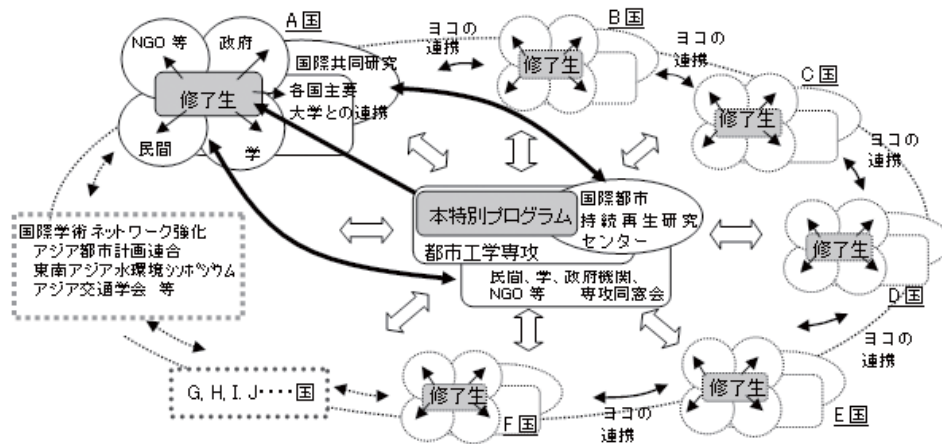 A国
NGO 等
政府
国際共同研究
修了生
各国主要
大学との連携
民間
学
ヨコの
連携
B国
修了生
ヨコの
連携
C国
修了生
ヨコの
連携
本特別プログラム
国際都市
持続再生研究
センター
都市工学専攻
民間、学、政府機関、
NGO 等 専攻同窓会
国際学術ネットワーク強化
アジア都市計画連合
東南アジア水環境シンポジウム
アジア交通学会 等
修了生
D国
ヨコの
連携
G, H, I, J・・・・国
修了生
F国
ヨコの
連携
修了生
E国